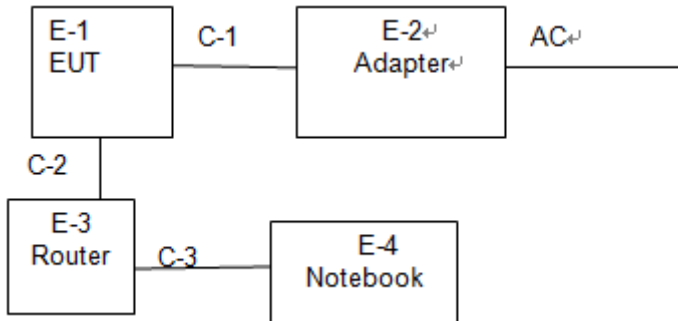 E-1
EUT
C-1
E-2↵
Adapter↵
AC↵
C-2
E-3
Router
C-3
E-4
Notebook